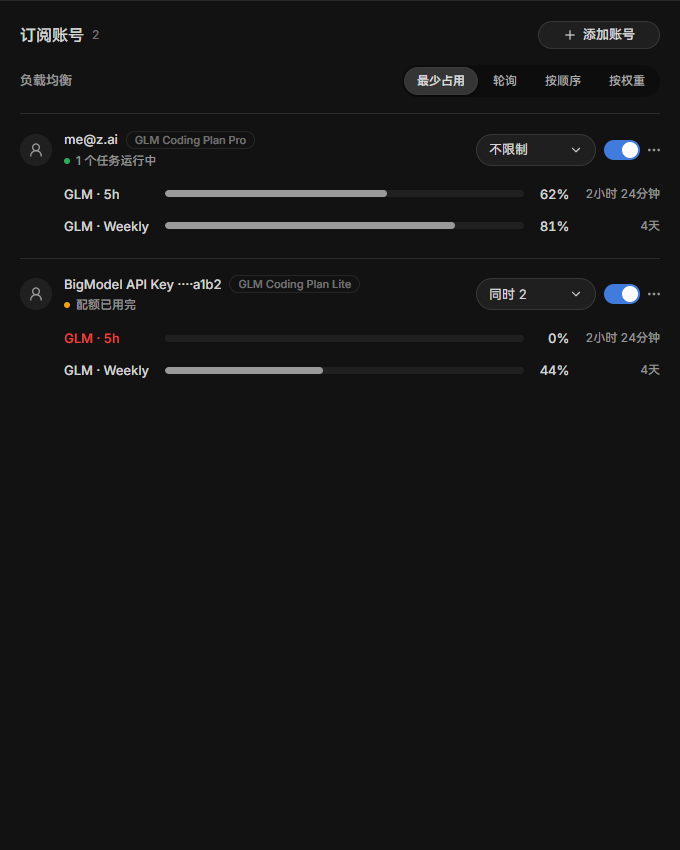 订阅账号 2
添加账号
负载均衡
最少占用 轮询 按顺序 按权重
me@z.ai GLM Coding Plan Pro
1 个任务运行中
不限制
GLM · 5h 62% 2小时 24分钟
GLM · Weekly 81% 4天
BigModel API Key ····a1b2 GLM Coding Plan Lite
配额已用完
同时 2
GLM · 5h 0% 2小时 24分钟
GLM · Weekly 44% 4天